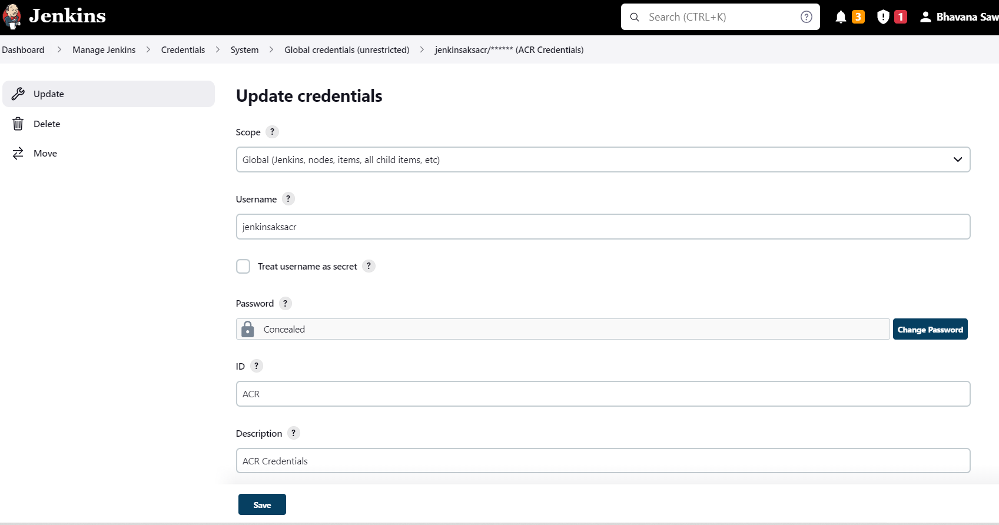 Jenkins
Search (CTRL+K) ?
3
1
Bhavana Saw
Dashboard > Manage Jenkins > Credentials > System > Global credentials (unrestricted) > jenkinsaksacr/****** (ACR Credentials)
Update
Delete
Move
Update credentials
Scope ?
Global (Jenkins, nodes, items, all child items, etc)
Username ?
jenkinsaksacr
Treat username as secret ?
Password ?
Concealed
Change Password
ID ?
ACR
Description ?
ACR Credentials
Save